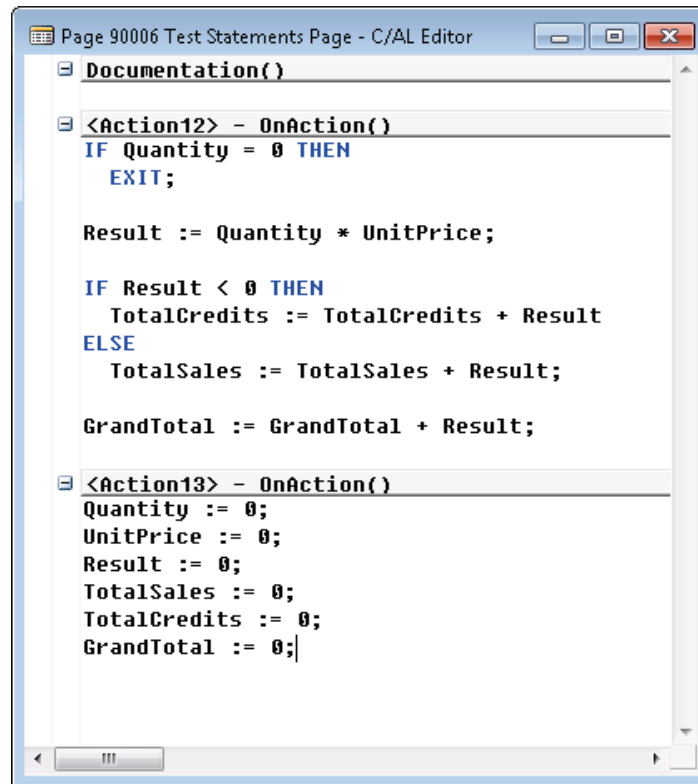 Page 90006 Test Statements Page - C/AL Editor
Documentation()
<Action12> - OnAction()
IF Quantity = 0 THEN
EXIT;
Result := Quantity * UnitPrice;
IF Result < 0 THEN
TotalCredits := TotalCredits + Result
ELSE
TotalSales := TotalSales + Result;
GrandTotal := GrandTotal + Result;
<Action13> - OnAction()
Quantity := 0;
UnitPrice := 0;
Result := 0;
TotalSales := 0;
TotalCredits := 0;
GrandTotal := 0;